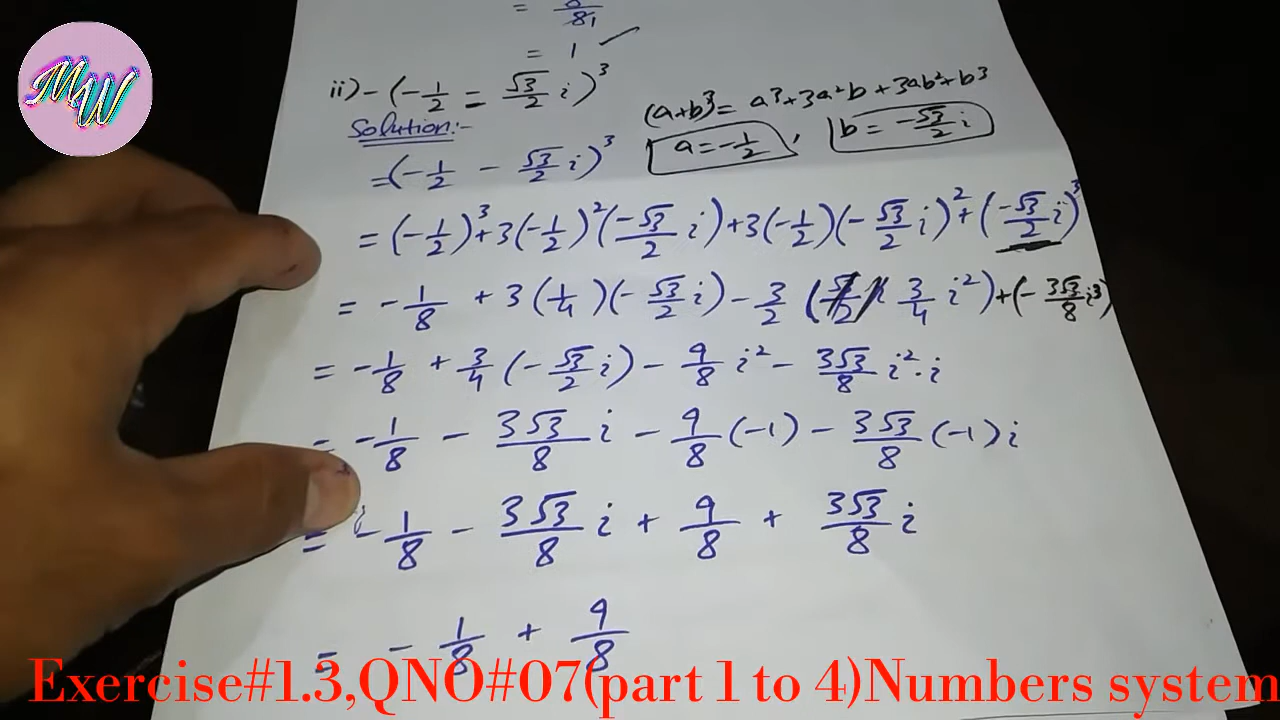 = 8/8
= 1 ✓
MW
ii)- (-1/2 = √3/2 i)³
(a+b³) = a³+3a²b+3ab²+b³
Solution:-
a = -1/2 , b = -√3/2 i
= (-1/2 - √3/2 i)³
= (-1/2)³+3(-1/2)²(-√3/2 i)+3(-1/2)(-√3/2 i)²+(-√3/2 i)³
= -1/8 + 3(1/4)(-√3/2 i) - 3/2 (3/4 i²)+(-3√3/8 i³)
= -1/8 + 3/4 (-√3/2 i) - 9/8 i² - 3√3/8 i².i
= -1/8 - 3√3/8 i - 9/8 (-1) - 3√3/8 (-1) i
= -1/8 - 3√3/8 i + 9/8 + 3√3/8 i
= -1/8 + 9/8
Exercise#1.3,QNO#07(part 1 to 4)Numbers system